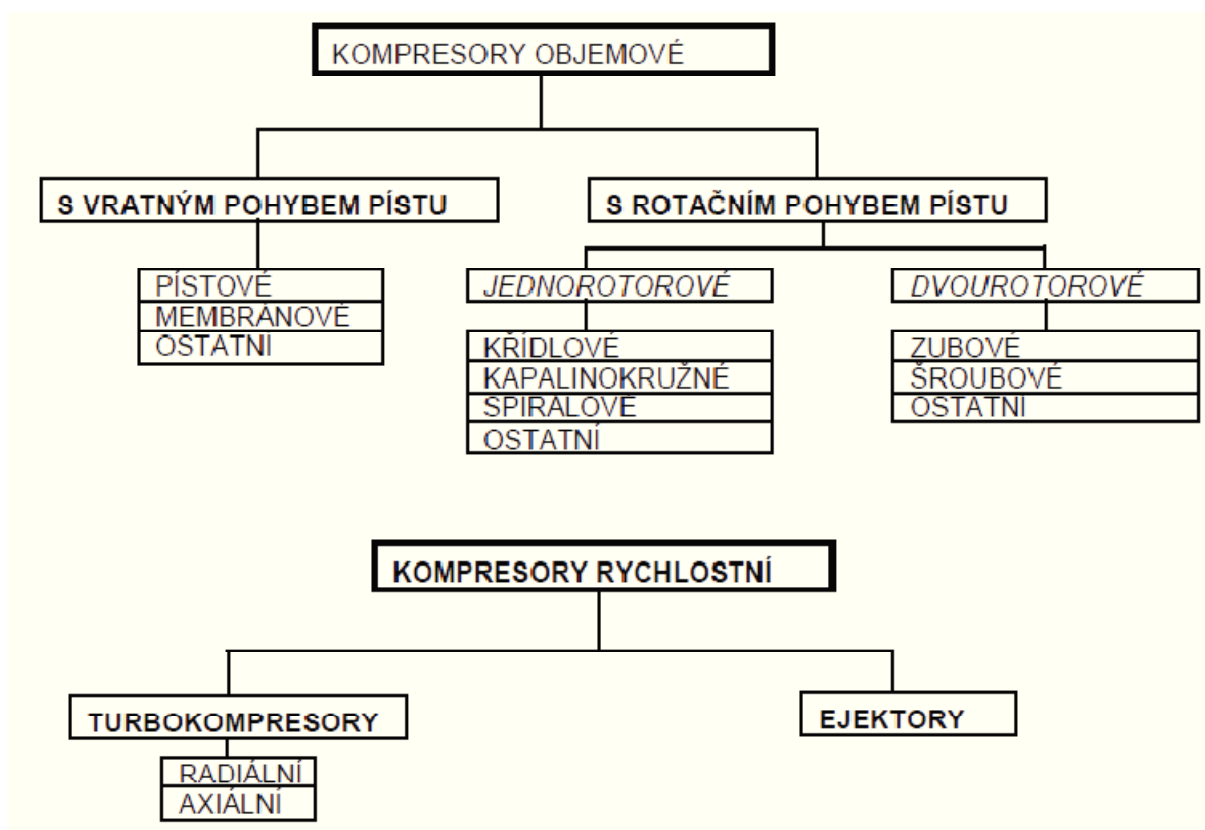 KOMPRESORY OBJEMOVÉ
S VRATNÝM POHYBEM PÍSTU
S ROTAČNÍM POHYBEM PÍSTU
PÍSTOVÉ
MEMBRÁNOVÉ
OSTATNÍ
JEDNOROTOROVÉ
KŘÍDLOVÉ
KAPALINOKRUŽNÉ
SPIRÁLOVÉ
OSTATNÍ
DVOUROTOROVÉ
ZUBOVÉ
ŠROUBOVÉ
OSTATNÍ
KOMPRESORY RYCHLOSTNÍ
TURBOKOMPRESORY
RADIÁLNÍ
AXIÁLNÍ
EJEKTORY